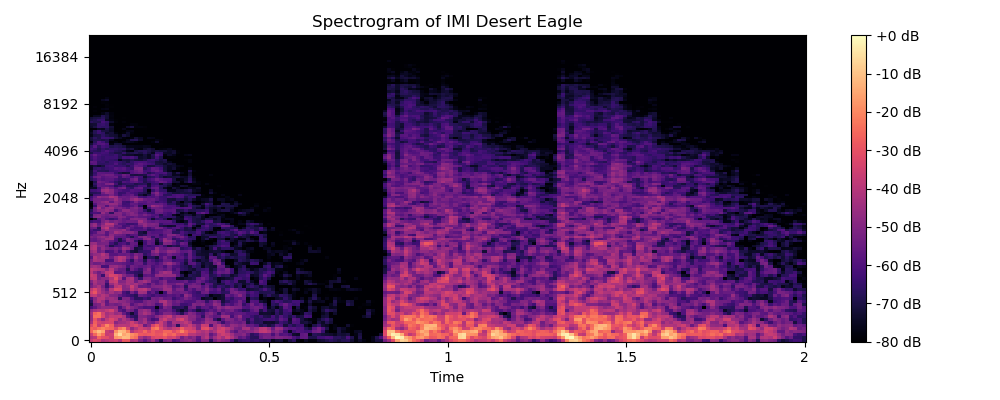 Spectrogram of IMI Desert Eagle
16384
8192
4096
2048
1024
512
0
Hz
0
0.5
1
1.5
2
Time
+0 dB
-10 dB
-20 dB
-30 dB
-40 dB
-50 dB
-60 dB
-70 dB
-80 dB